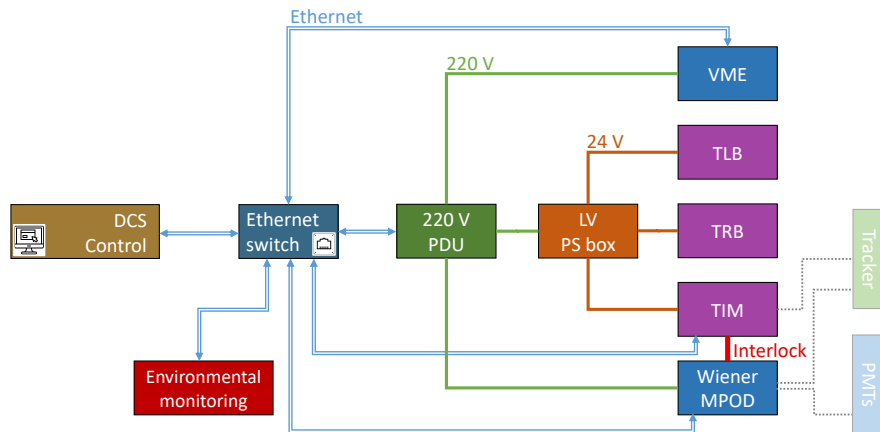 Ethernet
220 V
VME
24 V
TLB
DCS
Control
Ethernet
switch
220 V
PDU
LV
PS box
TRB
Tracker
TIM
Interlock
Environmental
monitoring
Wiener
MPOD
PMTs